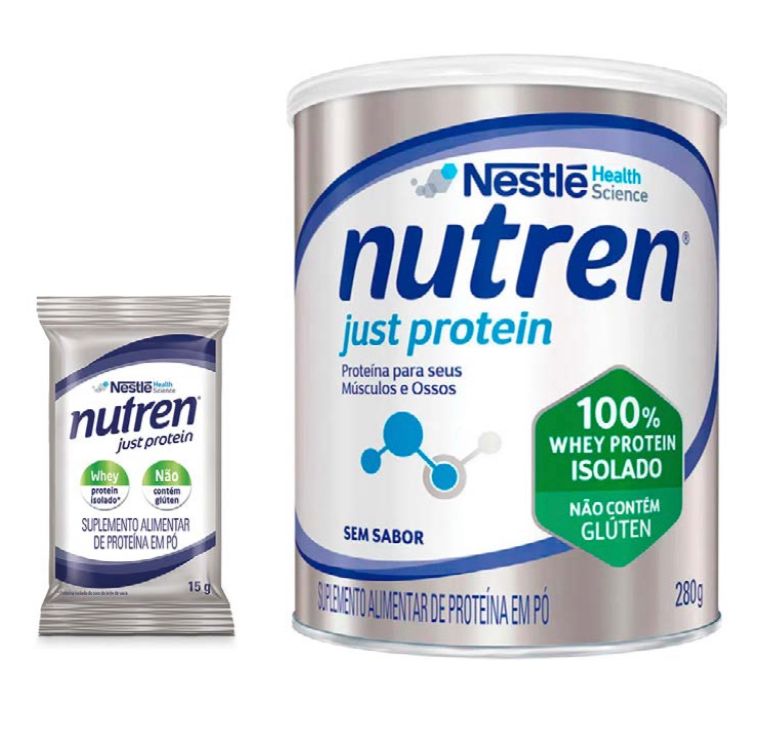 Nestlé Health Science
nutren®
just protein
Whey
protein
isolado*
Não
contém
glúten
SUPLEMENTO ALIMENTAR
DE PROTEÍNA EM PÓ
15 g
Nestlé Health Science
nutren®
just protein
Proteína para seus
Músculos e Ossos
100%
WHEY PROTEIN
ISOLADO
NÃO CONTÉM
GLÚTEN
SEM SABOR
SUPLEMENTO ALIMENTAR DE PROTEÍNA EM PÓ
280g